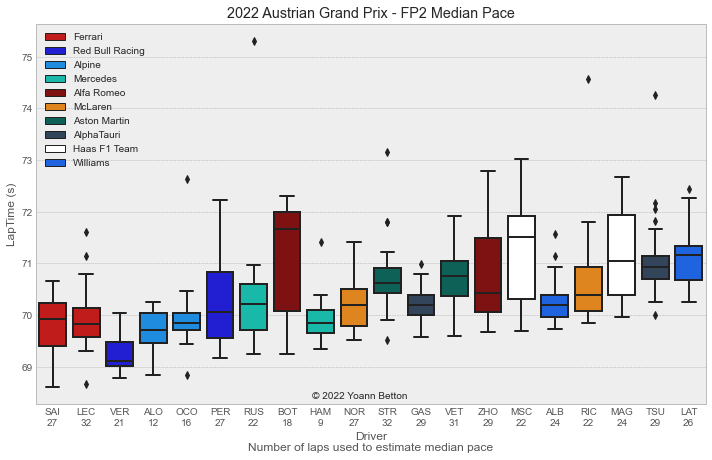 2022 Austrian Grand Prix - FP2 Median Pace
Ferrari
Red Bull Racing
Alpine
Mercedes
Alfa Romeo
McLaren
Aston Martin
AlphaTauri
Haas F1 Team
Williams
LapTime (s)
75
74
73
72
71
70
69
© 2022 Yoann Betton
SAI LEC VER ALO OCO PER RUS BOT HAM NOR STR GAS VET ZHO MSC ALB RIC MAG TSU LAT
27 32 21 12 16 27 22 18 9 27 32 29 31 29 22 24 22 24 29 26
Driver
Number of laps used to estimate median pace